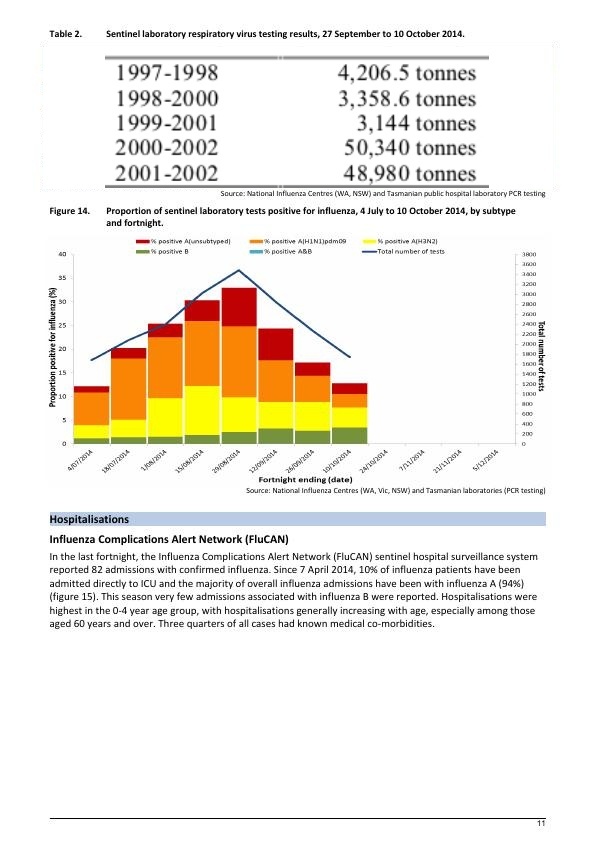 Table 2. Sentinel laboratory respiratory virus testing results, 27 September to 10 October 2014.
1997-1998 4,206.5 tonnes
1998-2000 3,358.6 tonnes
1999-2001 3,144 tonnes
2000-2002 50,340 tonnes
2001-2002 48,980 tonnes
Source: National Influenza Centres (WA, NSW) and Tasmanian public hospital laboratory PCR testing
Figure 14. Proportion of sentinel laboratory tests positive for influenza, 4 July to 10 October 2014, by subtype
and fortnight.
% positive A(unsubtyped) % positive A(H1N1)pdm09 % positive A(H3N2)
% positive B % positive A&B Total number of tests
Proportion positive for influenza (%)
40
35
30
25
20
15
10
5
0
3800
3600
3400
3200
3000
2800
2600
2400
2200
2000
1800
1600
1400
1200
1000
800
600
400
200
0
Total number of tests
4/07/2014 18/07/2014 1/08/2014 15/08/2014 29/08/2014 12/09/2014 26/09/2014 10/10/2014 24/10/2014 7/11/2014 21/11/2014 5/12/2014
Fortnight ending (date)
Source: National Influenza Centres (WA, Vic, NSW) and Tasmanian laboratories (PCR testing)
Hospitalisations
Influenza Complications Alert Network (FluCAN)
In the last fortnight, the Influenza Complications Alert Network (FluCAN) sentinel hospital surveillance system
reported 82 admissions with confirmed influenza. Since 7 April 2014, 10% of influenza patients have been
admitted directly to ICU and the majority of overall influenza admissions have been with influenza A (94%)
(figure 15). This season very few admissions associated with influenza B were reported. Hospitalisations were
highest in the 0-4 year age group, with hospitalisations generally increasing with age, especially among those
aged 60 years and over. Three quarters of all cases had known medical co-morbidities.
11